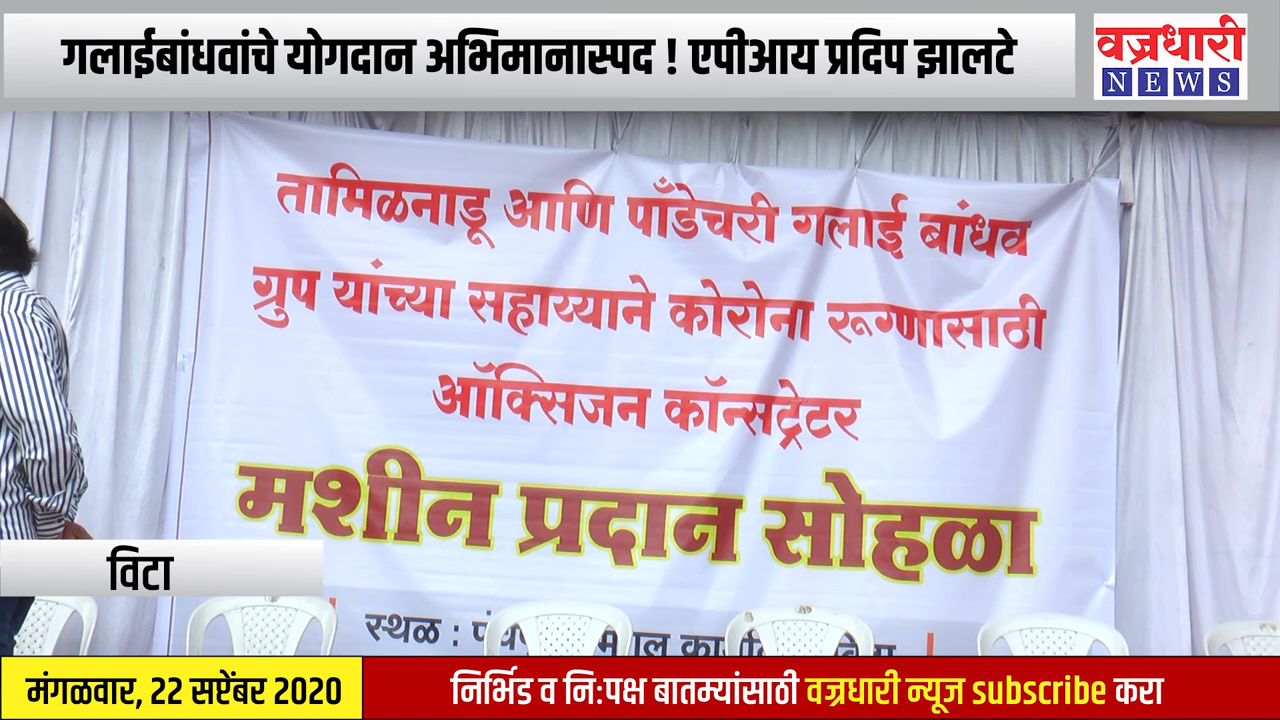 गलाईबांधवांचे योगदान अभिमानास्पद ! एपीआय प्रदिप झालटे
वज्रधारी
NEWS
तामिळनाडू आणि पाँडेचरी गलाई बांधव
ग्रुप यांच्या सहाय्याने कोरोना रूग्णासाठी
ऑक्सिजन कॉन्सट्रेटर
मशीन प्रदान सोहळा
विटा
स्थळ :
मंगळवार, 22 सप्टेंबर 2020
निर्भिड व नि:पक्ष बातम्यांसाठी वज्रधारी न्यूज subscribe करा